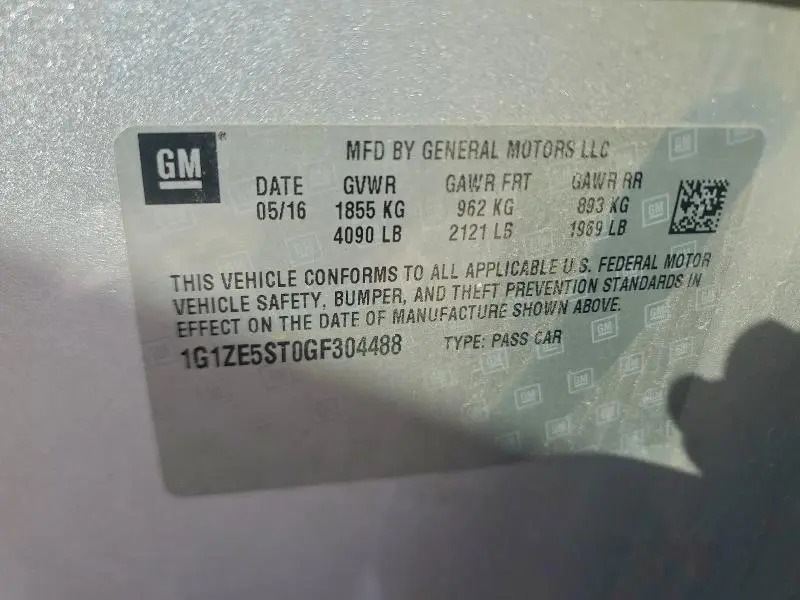 GM
MFD BY GENERAL MOTORS LLC
DATE GVWR GAWR FRT GAWR RR
05/16 1855 KG 962 KG 893 KG
4090 LB 2121 LB 1969 LB
THIS VEHICLE CONFORMS TO ALL APPLICABLE U.S. FEDERAL MOTOR
VEHICLE SAFETY, BUMPER, AND THEFT PREVENTION STANDARDS IN
EFFECT ON THE DATE OF MANUFACTURE SHOWN ABOVE.
1G1ZE5ST0GF304488 TYPE: PASS CAR